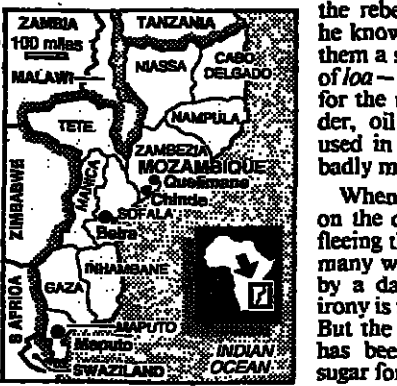 ZAMBIA
TANZANIA
100 miles
MALAWI
NIASSA
CABO
DELGADO
TETE
NAMPULA
ZAMBEZIA
MOZAMBIQUE
Quelimane
Chinde
MANICA
SOFALA
Beira
ZIMBABWE
INHAMBANE
GAZA
S AFRICA
MAPUTO
Maputo
SWAZILAND
INDIAN
OCEAN
the rebe
he know
them a s
of loa –
for the r
der, oil
used in
badly m
When
on the c
fleeing th
many w
by a da
irony is
But the
has bee
sugar for